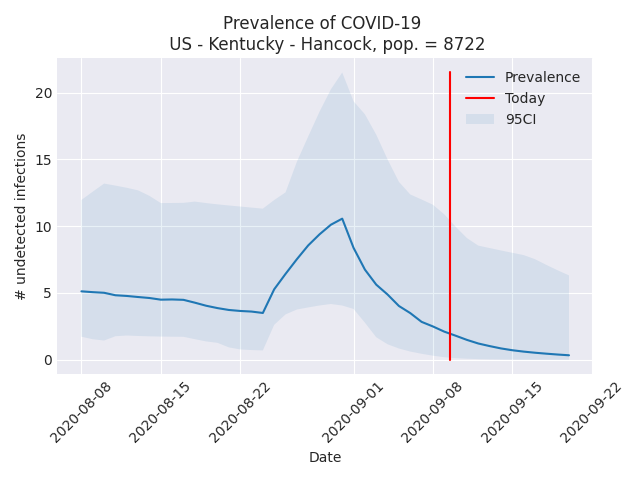 Prevalence of COVID-19
US - Kentucky - Hancock, pop. = 8722
Prevalence
Today
95CI
# undetected infections
20
15
10
5
0
2020-08-08
2020-08-15
2020-08-22
2020-09-01
2020-09-08
2020-09-15
2020-09-22
Date